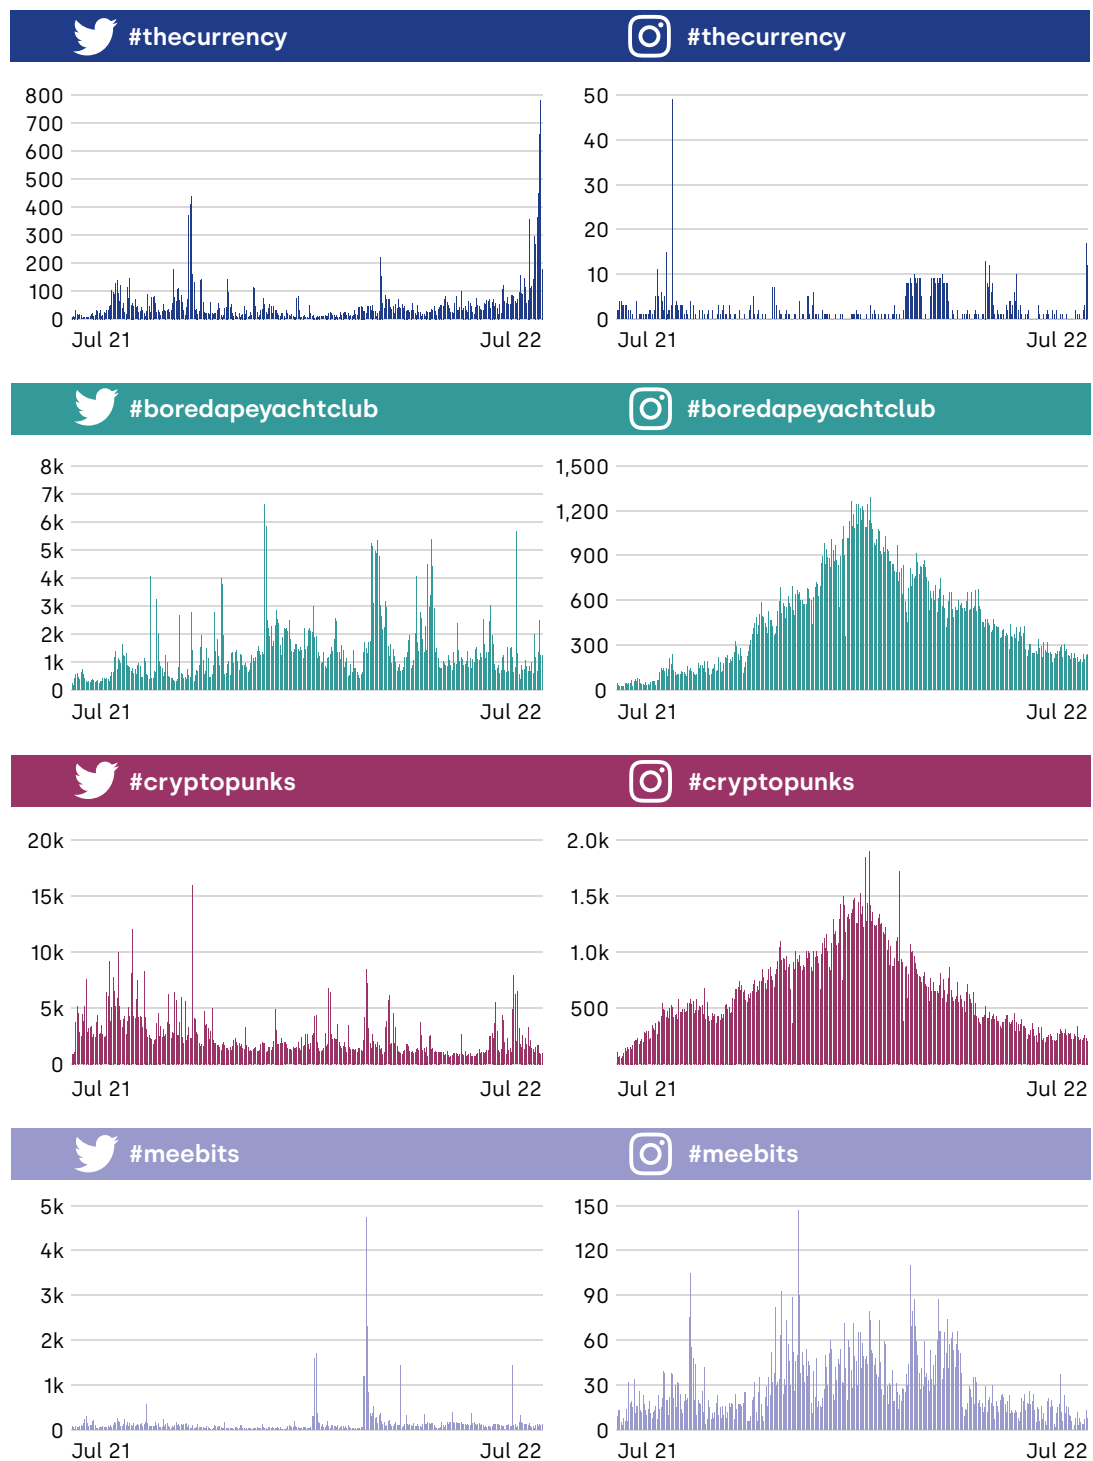 #thecurrency #thecurrency
800 50
700
600 40
500
400 30
300 20
200
100 10
0 0
Jul 21 Jul 22 Jul 21 Jul 22
#boredapeyachtclub #boredapeyachtclub
8k 1,500
7k
6k 1,200
5k 900
4k
3k 600
2k
1k 300
0 0
Jul 21 Jul 22 Jul 21 Jul 22
#cryptopunks #cryptopunks
20k 2.0k
15k 1.5k
10k 1.0k
5k 500
0
Jul 21 Jul 22 Jul 21 Jul 22
#meebits #meebits
5k 150
4k 120
3k 90
2k 60
1k 30
0 0
Jul 21 Jul 22 Jul 21 Jul 22